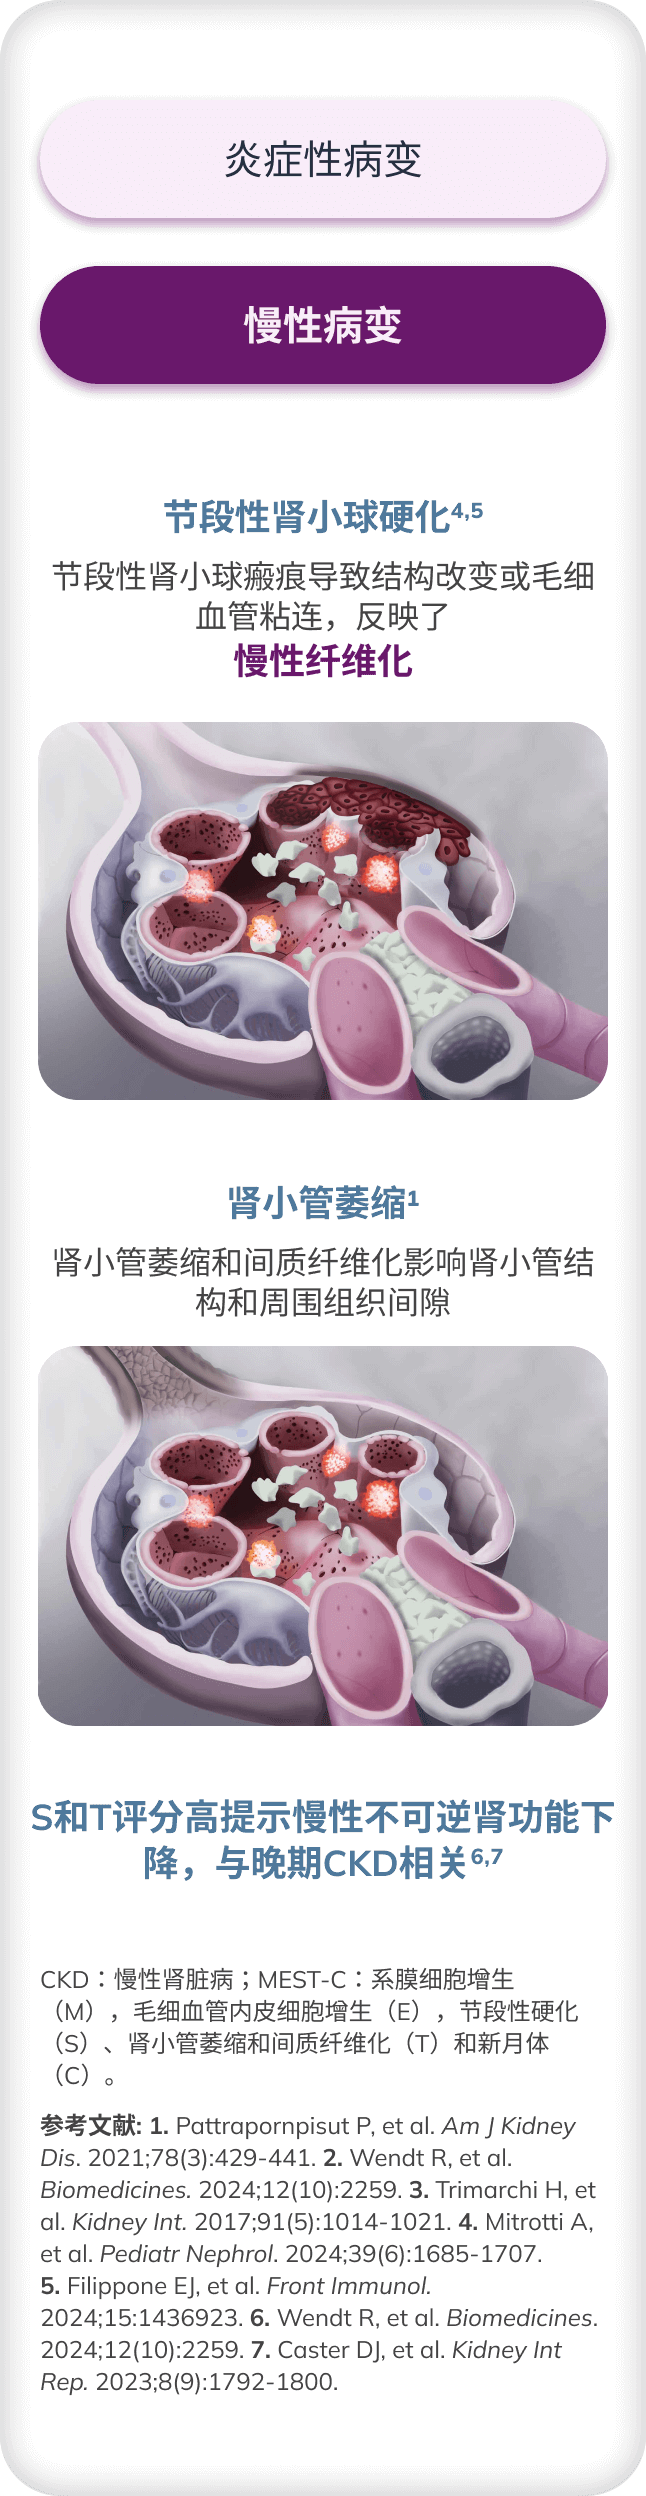 炎症性病变
慢性病变
节段性肾小球硬化4,5
节段性肾小球瘢痕导致结构改变或毛细
血管粘连，反映了
慢性纤维化
肾小管萎缩1
肾小管萎缩和间质纤维化影响肾小管结
构和周围组织间隙
S和T评分高提示慢性不可逆肾功能下
降，与晚期CKD相关6,7
CKD：慢性肾脏病；MEST-C：系膜细胞增生
（M），毛细血管内皮细胞增生（E），节段性硬化
（S）、肾小管萎缩和间质纤维化（T）和新月体
（C）。
参考文献: 1. Pattrapornpisut P, et al. Am J Kidney
Dis. 2021;78(3):429-441. 2. Wendt R, et al.
Biomedicines. 2024;12(10):2259. 3. Trimarchi H, et
al. Kidney Int. 2017;91(5):1014-1021. 4. Mitrotti A,
et al. Pediatr Nephrol. 2024;39(6):1685-1707.
5. Filippone EJ, et al. Front Immunol.
2024;15:1436923. 6. Wendt R, et al. Biomedicines.
2024;12(10):2259. 7. Caster DJ, et al. Kidney Int
Rep. 2023;8(9):1792-1800.